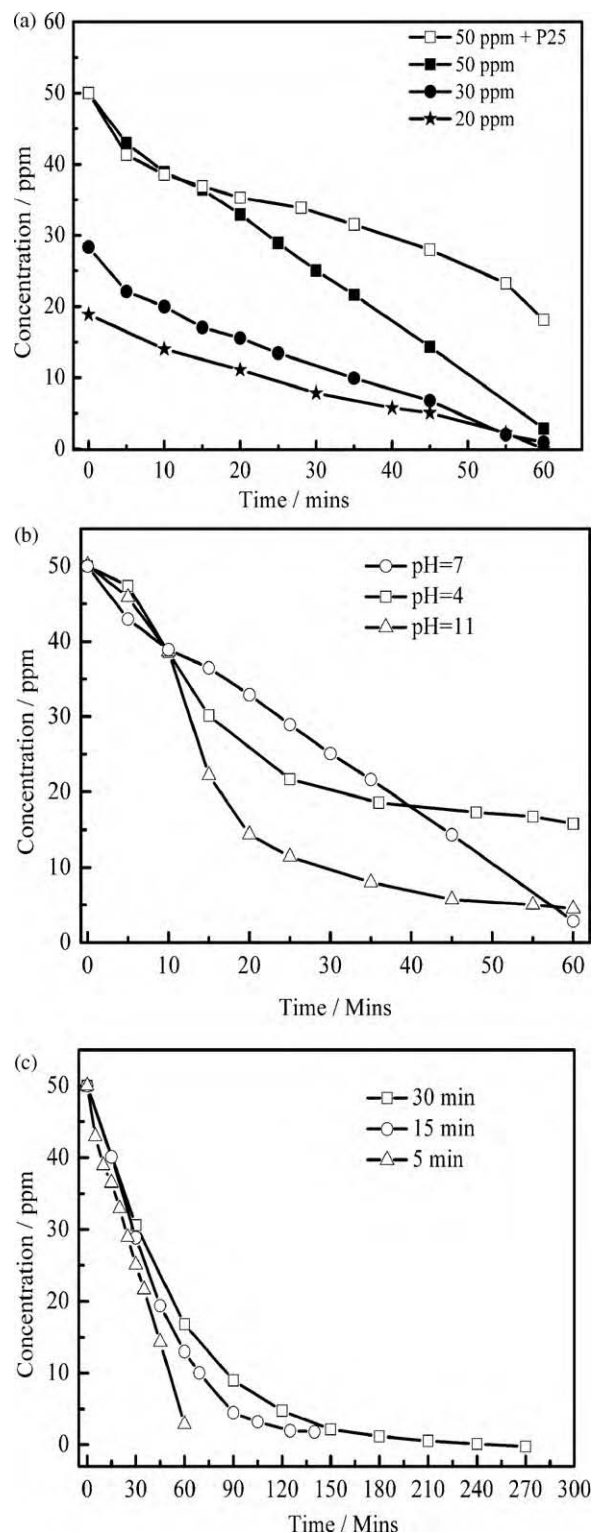 (a)
60
50
40
30
20
10
0
Concentration / ppm
50 ppm + P25
50 ppm
30 ppm
20 ppm
0 10 20 30 40 50 60
Time / mins
(b)
50
40
30
20
10
0
Concentration / ppm
pH=7
pH=4
pH=11
0 10 20 30 40 50 60
Time / Mins
(c)
50
40
30
20
10
0
Concentration / ppm
30 min
15 min
5 min
0 30 60 90 120 150 180 210 240 270 300
Time / Mins